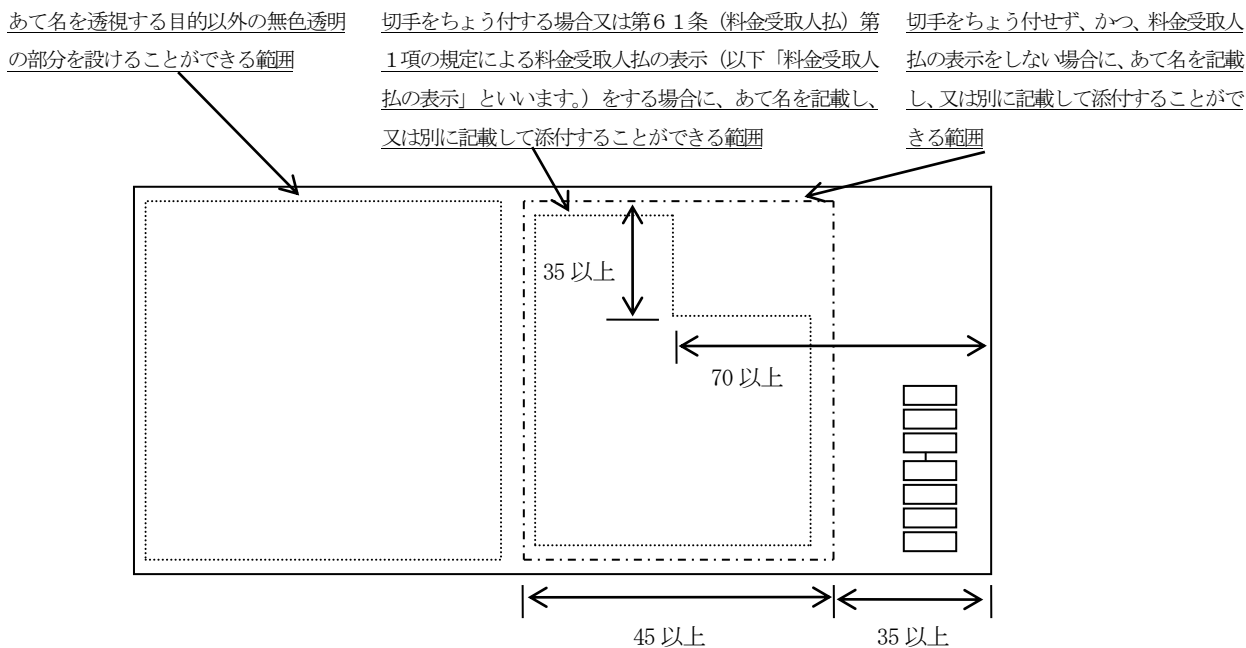 あて名を透視する目的以外の無色透明
の部分を設けることができる範囲
切手をちょう付する場合又は第６１条（料金受取人払）第
１項の規定による料金受取人払の表示（以下「料金受取人
払の表示」といいます。）をする場合に、あて名を記載し、
又は別に記載して添付することができる範囲
切手をちょう付せず、かつ、料金受取人
払の表示をしない場合に、あて名を記載
し、又は別に記載して添付することがで
きる範囲
35 以上
70 以上
45 以上
35 以上